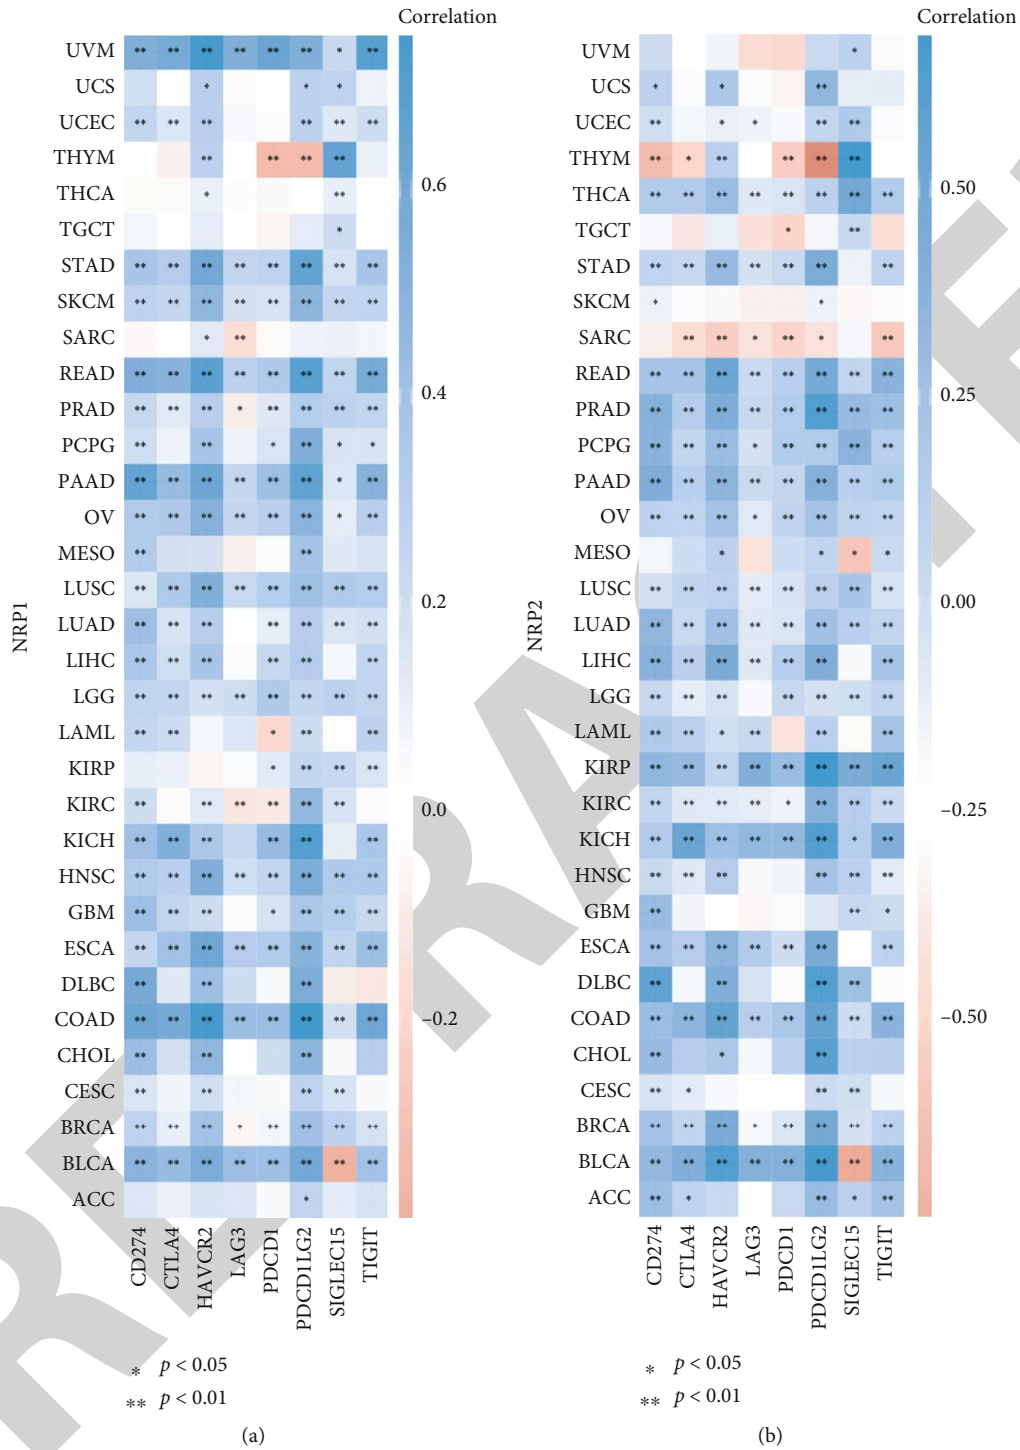 Correlation
UVM
UCS
UCEC
THYM
THCA
TGCT
STAD
SKCM
SARC
READ
PRAD
PCPG
PAAD
OV
MESO
LUSC
LUAD
LIHC
LGG
LAML
KIRP
KIRC
KICH
HNSC
GBM
ESCA
DLBC
COAD
CHOL
CESC
BRCA
BLCA
ACC
NRP1
0.6
0.4
0.2
0.0
−0.2
CD274
CTLA4
HAVCR2
LAG3
PDCD1
PDCD1LG2
SIGLEC15
TIGIT
* p < 0.05
** p < 0.01
(a)
Correlation
UVM
UCS
UCEC
THYM
THCA
TGCT
STAD
SKCM
SARC
READ
PRAD
PCPG
PAAD
OV
MESO
LUSC
LUAD
LIHC
LGG
LAML
KIRP
KIRC
KICH
HNSC
GBM
ESCA
DLBC
COAD
CHOL
CESC
BRCA
BLCA
ACC
NRP2
0.50
0.25
0.00
−0.25
−0.50
CD274
CTLA4
HAVCR2
LAG3
PDCD1
PDCD1LG2
SIGLEC15
TIGIT
* p < 0.05
** p < 0.01
(b)